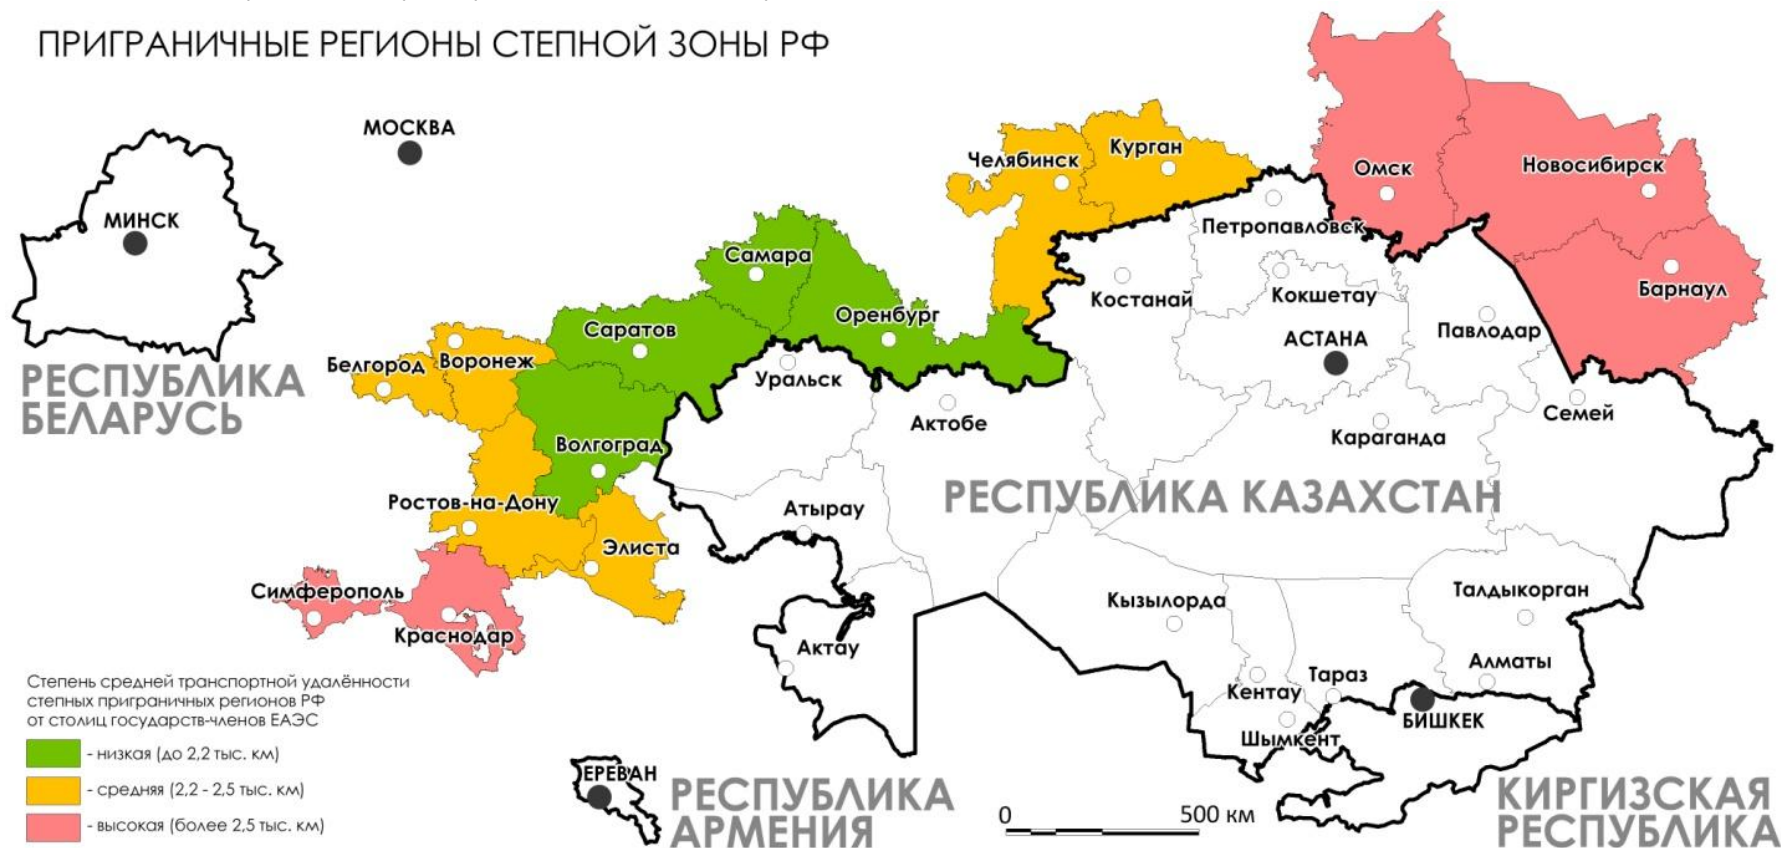 ПРИГРАНИЧНЫЕ РЕГИОНЫ СТЕПНОЙ ЗОНЫ РФ
МОСКВА
МИНСК
РЕСПУБЛИКА
БЕЛАРУСЬ
Челябинск
Курган
Омск
Новосибирск
Барнаул
Петропавловск
Самара
Оренбург
Саратов
Костанай
Кокшетау
Павлодар
АСТАНА
Белгород
Воронеж
Уральск
Актобе
Караганда
Семей
Волгоград
РЕСПУБЛИКА КАЗАХСТАН
Ростов-на-Дону
Атырау
Элиста
Симферополь
Краснодар
Кызылорда
Талдыкорган
Актау
Алматы
Тараз
Кентау
БИШКЕК
Шымкент
Степень средней транспортной удалённости
степных приграничных регионов РФ
от столиц государств-членов ЕАЭС
- низкая (до 2,2 тыс. км)
- средняя (2,2 - 2,5 тыс. км)
- высокая (более 2,5 тыс. км)
ЕРЕВАН
РЕСПУБЛИКА
АРМЕНИЯ
0 500 км
КИРГИЗСКАЯ
РЕСПУБЛИКА